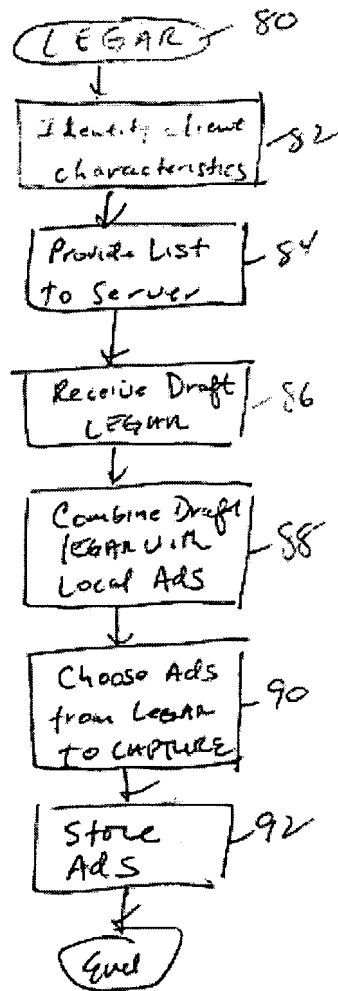 LEGAR
80
Identify client
characteristics
82
Provide List
to Server
84
Receive Draft
LEGAR
86
Combine Draft
LEGAR with
Local Ads
88
Choose Ads
from LEGAR
to CAPTURE
90
Store
Ads
92
End